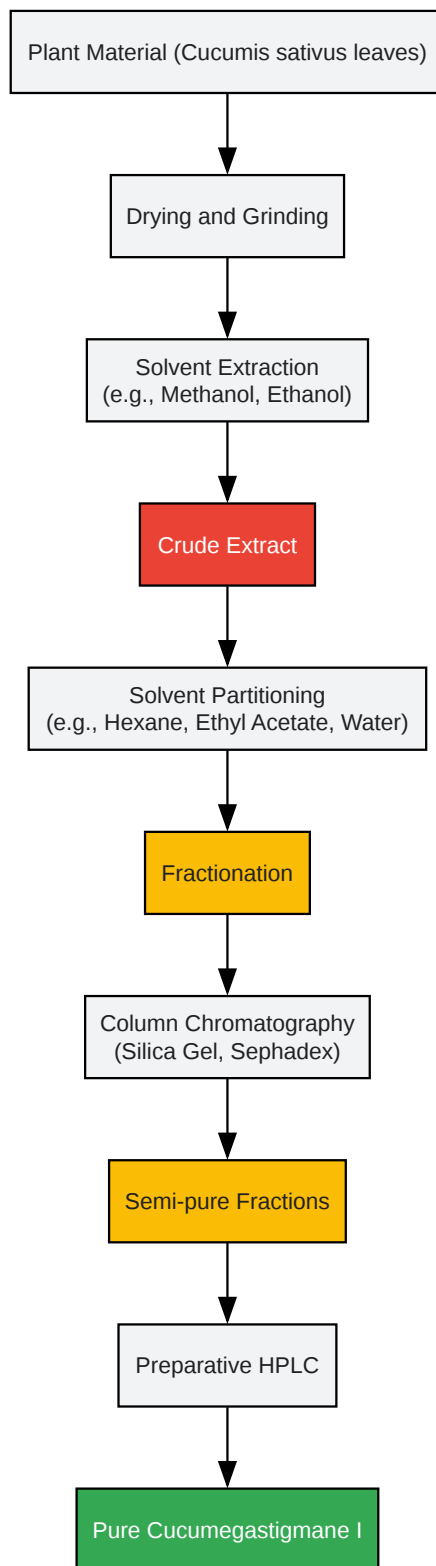 Plant Material (Cucumis sativus leaves)
Drying and Grinding
Solvent Extraction
(e.g., Methanol, Ethanol)
Crude Extract
Solvent Partitioning
(e.g., Hexane, Ethyl Acetate, Water)
Fractionation
Column Chromatography
(Silica Gel, Sephadex)
Semi-pure Fractions
Preparative HPLC
Pure Cucumegastigmane I